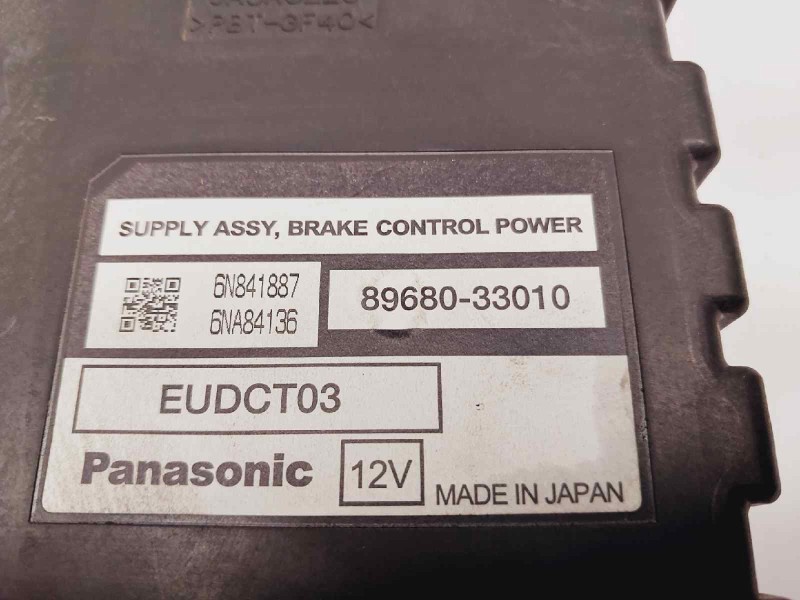 >PBT-GF40<
SUPPLY ASSY, BRAKE CONTROL POWER
6N841887
6NA84136
89680-33010
EUDCT03
Panasonic
12V
MADE IN JAPAN